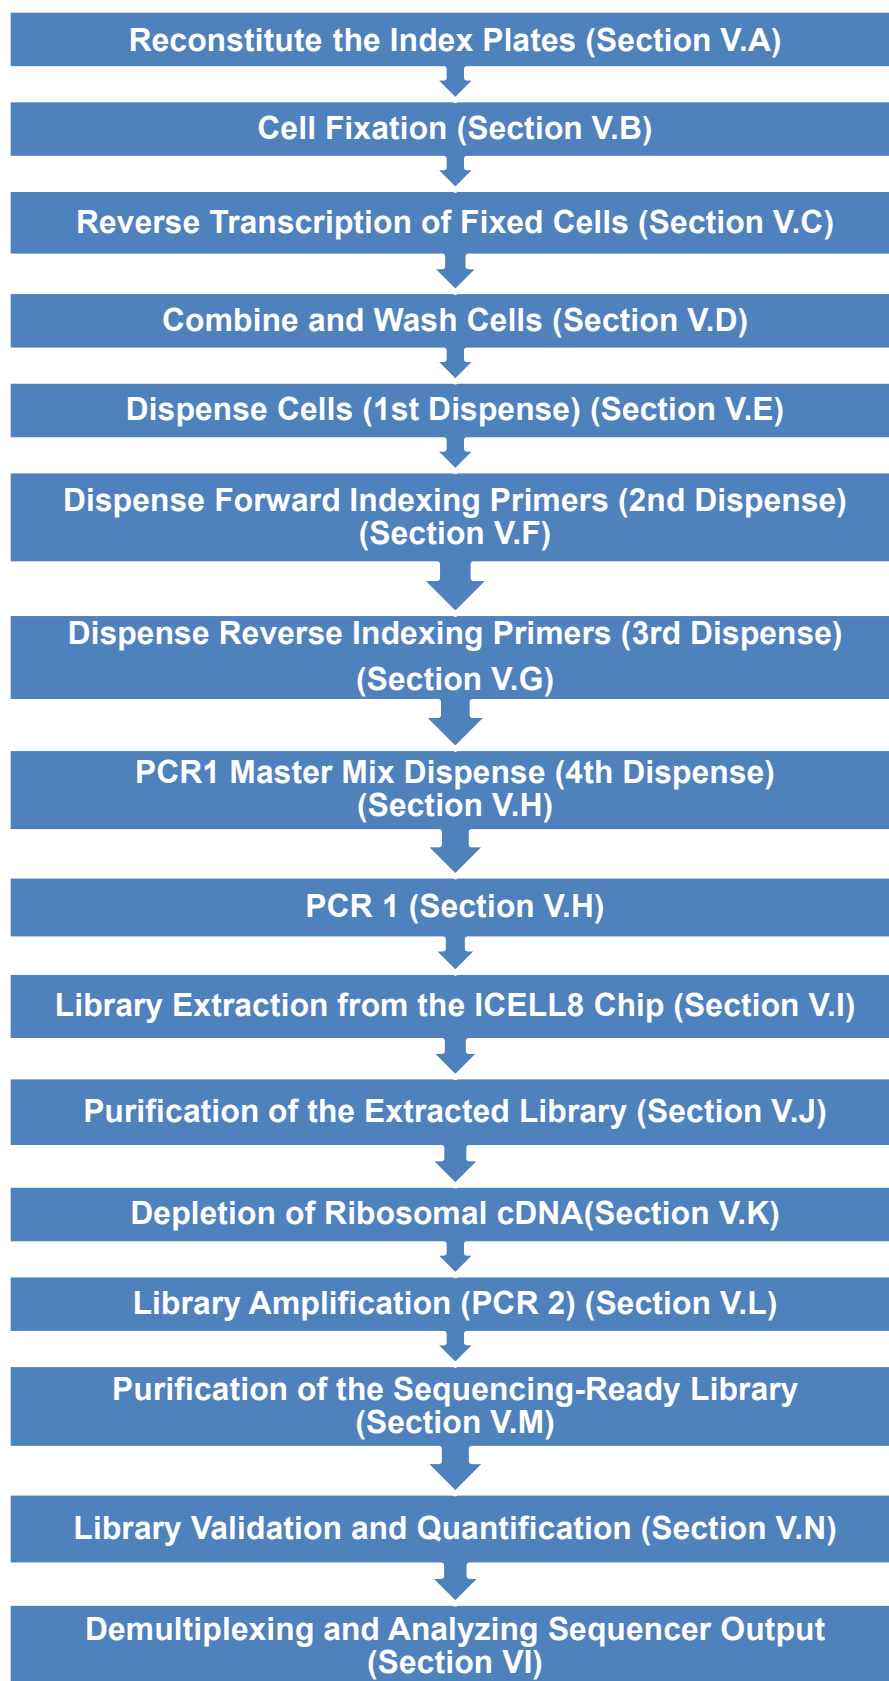 Reconstitute the Index Plates (Section V.A)
Cell Fixation (Section V.B)
Reverse Transcription of Fixed Cells (Section V.C)
Combine and Wash Cells (Section V.D)
Dispense Cells (1st Dispense) (Section V.E)
Dispense Forward Indexing Primers (2nd Dispense)
(Section V.F)
Dispense Reverse Indexing Primers (3rd Dispense)
(Section V.G)
PCR1 Master Mix Dispense (4th Dispense)
(Section V.H)
PCR 1 (Section V.H)
Library Extraction from the ICELL8 Chip (Section V.I)
Purification of the Extracted Library (Section V.J)
Depletion of Ribosomal cDNA(Section V.K)
Library Amplification (PCR 2) (Section V.L)
Purification of the Sequencing-Ready Library
(Section V.M)
Library Validation and Quantification (Section V.N)
Demultiplexing and Analyzing Sequencer Output
(Section VI)